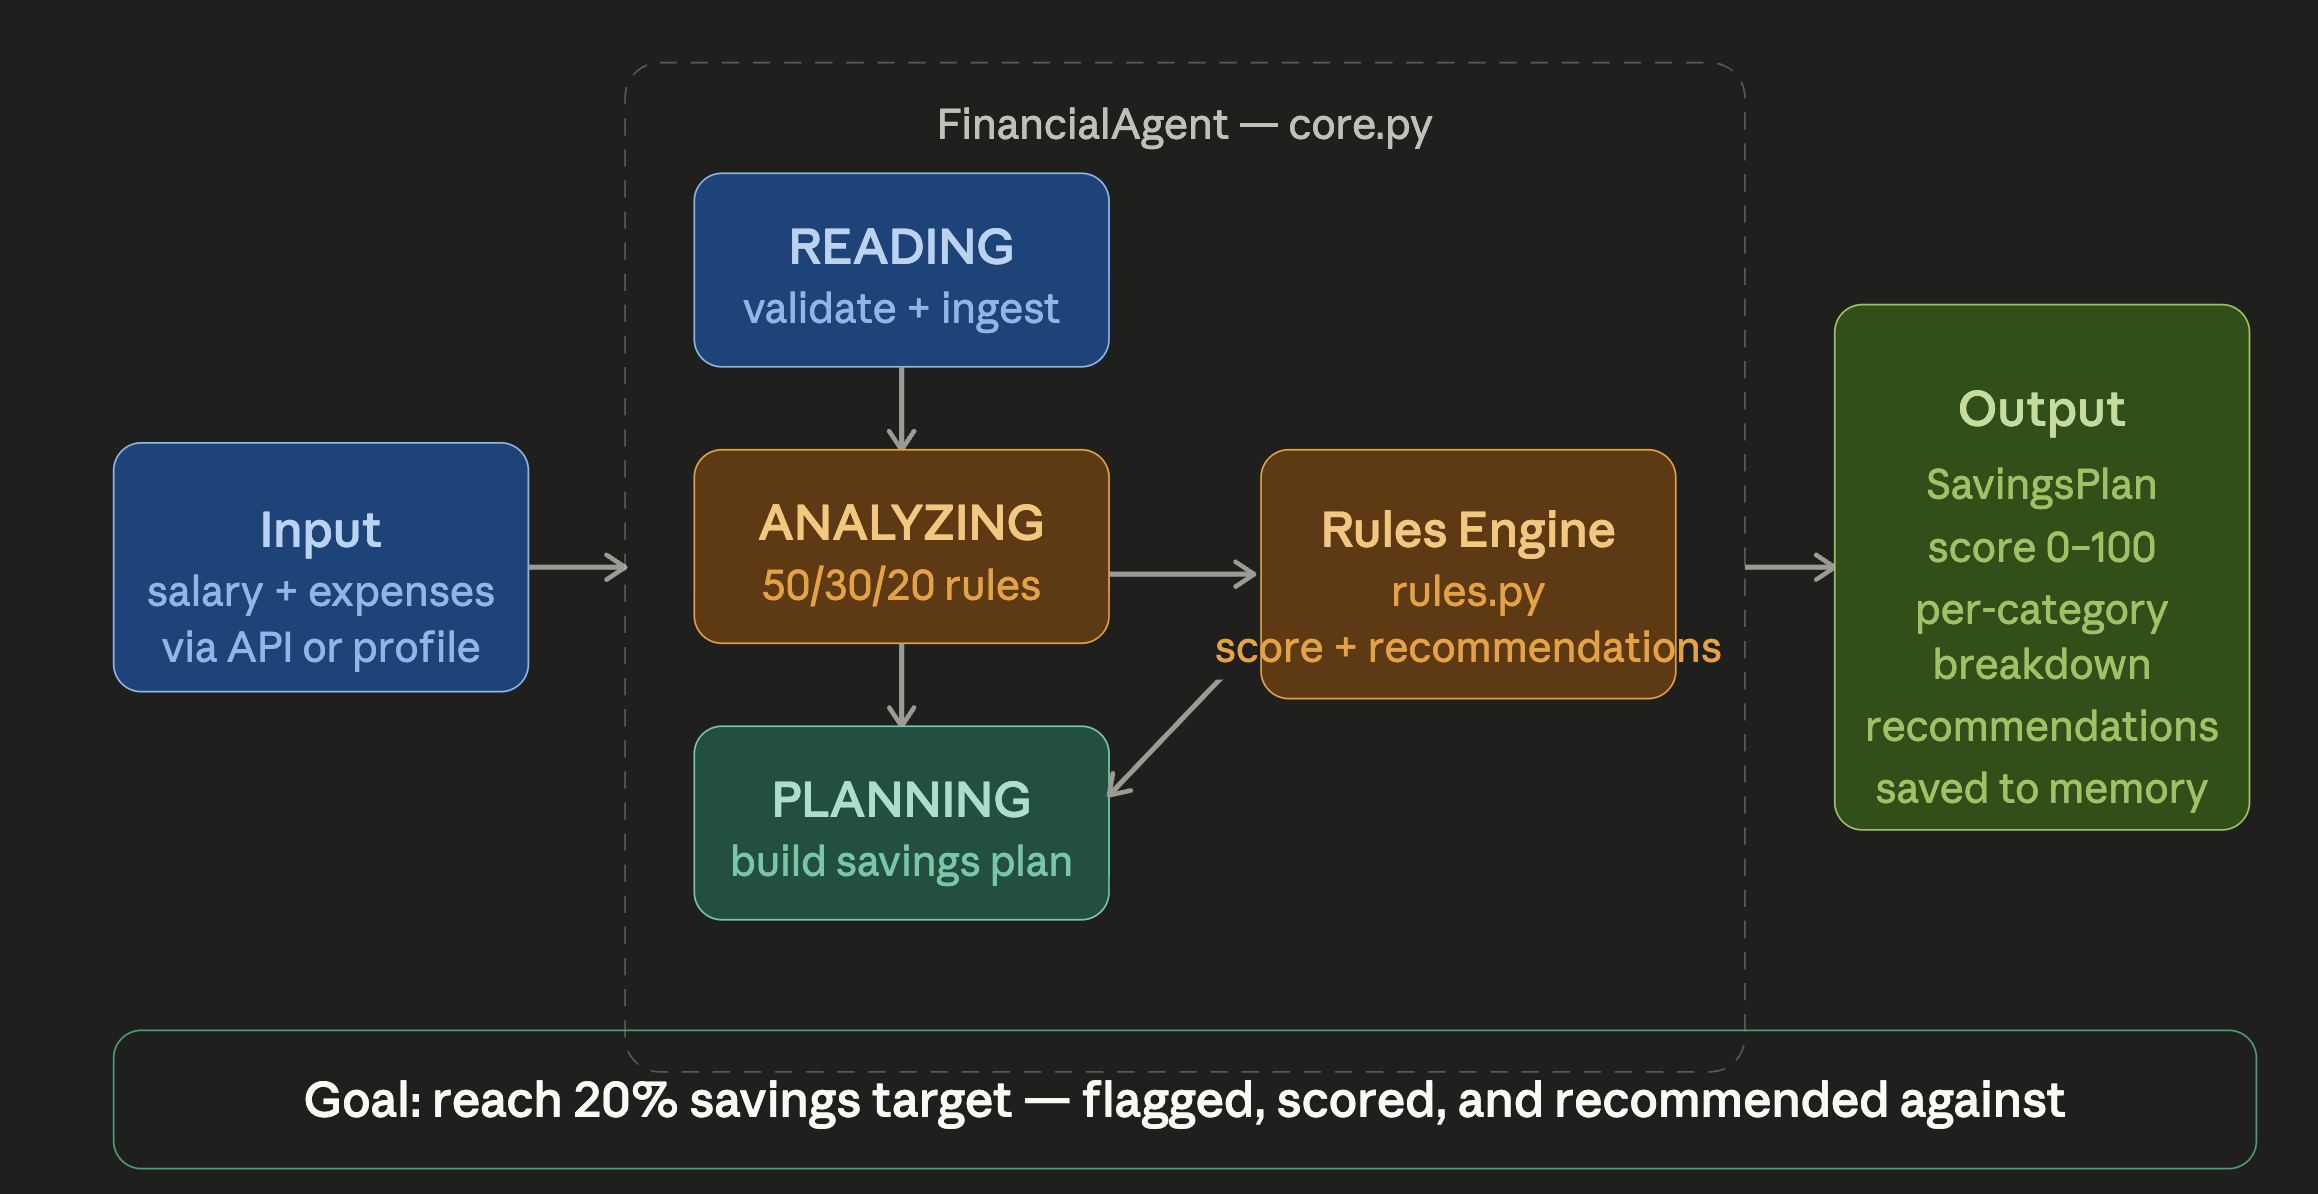 FinancialAgent — core.py
READING
validate + ingest
Input
salary + expenses
via API or profile
ANALYZING
50/30/20 rules
Rules Engine
rules.py
score + recommendations
PLANNING
build savings plan
Output
SavingsPlan
score 0–100
per-category
breakdown
recommendations
saved to memory
Goal: reach 20% savings target — flagged, scored, and recommended against